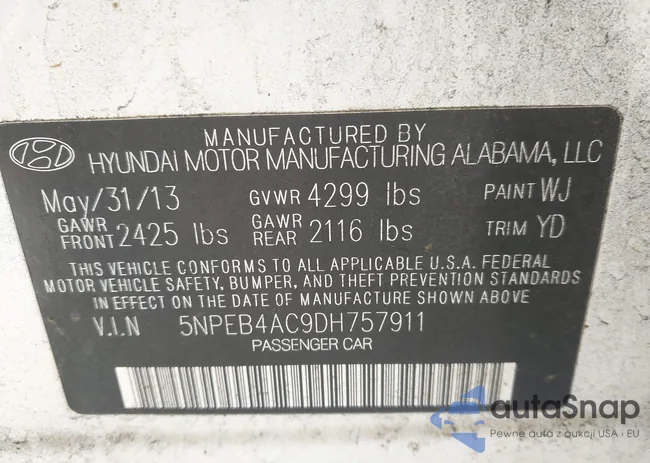 MANUFACTURED BY
HYUNDAI MOTOR MANUFACTURING ALABAMA, LLC
May/31/13 GVWR 4299 lbs PAINT WJ
GAWR FRONT 2425 lbs GAWR REAR 2116 lbs TRIM YD
THIS VEHICLE CONFORMS TO ALL APPLICABLE U.S.A. FEDERAL
MOTOR VEHICLE SAFETY, BUMPER, AND THEFT PREVENTION STANDARDS
IN EFFECT ON THE DATE OF MANUFACTURE SHOWN ABOVE
V.I.N 5NPEB4AC9DH757911
PASSENGER CAR
autoSnap
Pewne auta z aukcji USA i EU